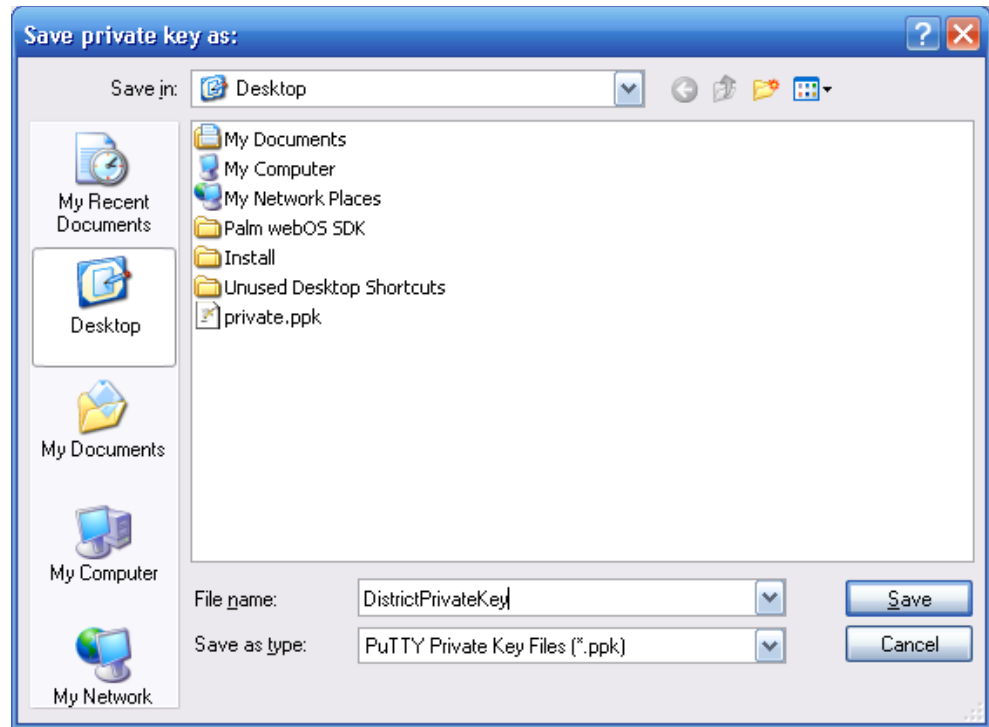 Save private key as:
Save in:
Desktop
My Recent
Documents
Desktop
My Documents
My Computer
My Network
My Documents
My Computer
My Network Places
Palm webOS SDK
Install
Unused Desktop Shortcuts
private.ppk
File name:
DistrictPrivateKey
Save
Save as type:
PuTTY Private Key Files (*.ppk)
Cancel